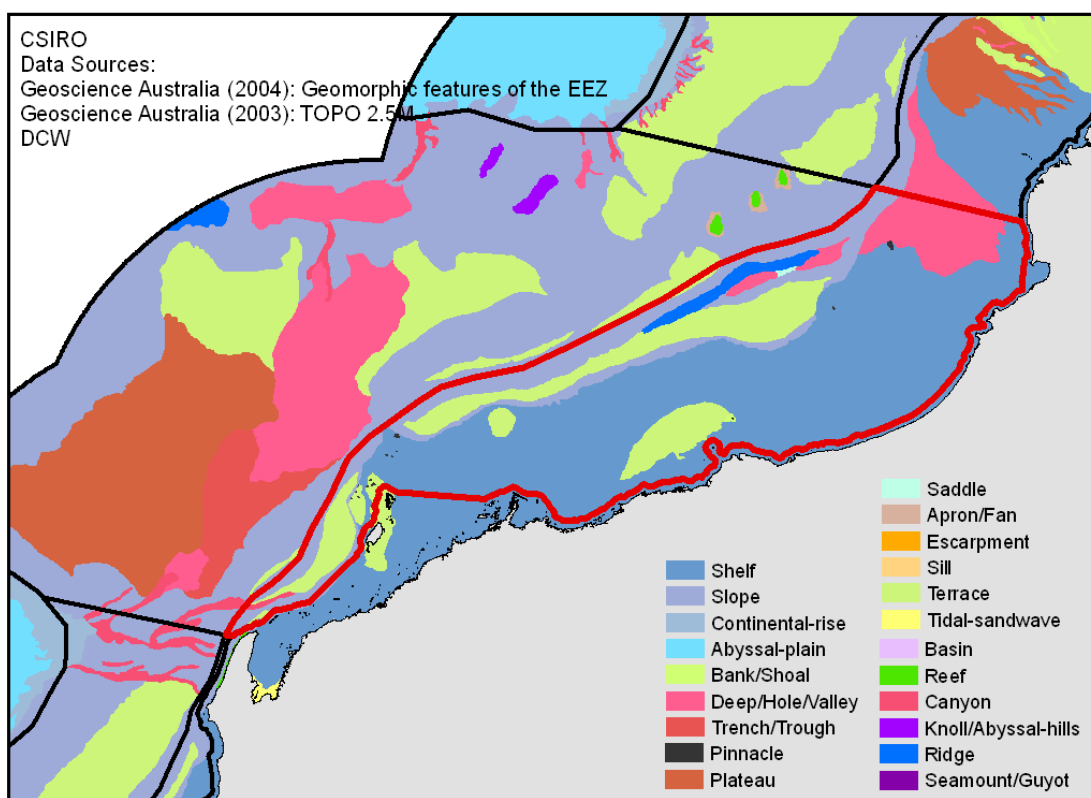 CSIRO
Data Sources:
Geoscience Australia (2004): Geomorphic features of the EEZ
Geoscience Australia (2003): TOPO 2.5M
DCW
Shelf
Slope
Continental-rise
Abyssal-plain
Bank/Shoal
Deep/Hole/Valley
Trench/Trough
Pinnacle
Plateau
Saddle
Apron/Fan
Escarpment
Sill
Terrace
Tidal-sandwave
Basin
Reef
Canyon
Knoll/Abyssal-hills
Ridge
Seamount/Guyot